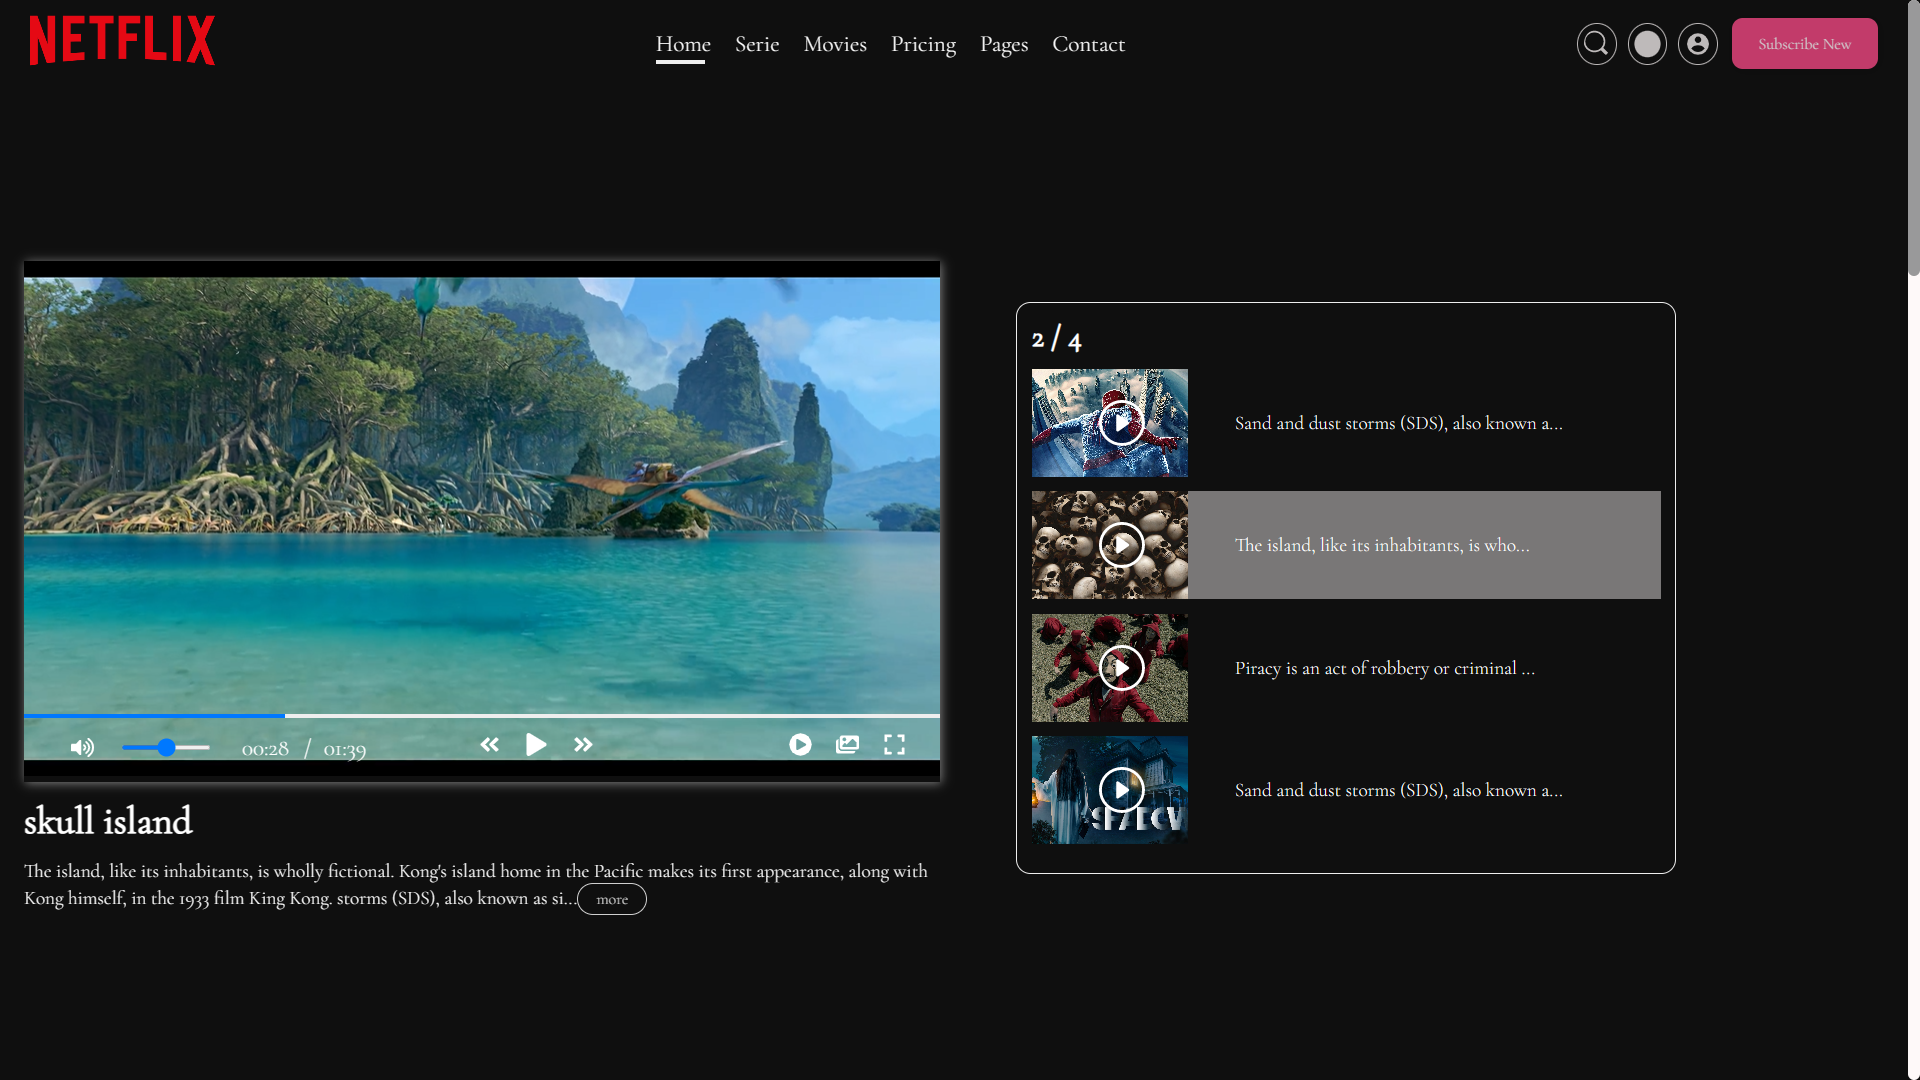 NETFLIX
Home Serie Movies Pricing Pages Contact
Subscribe New
00:28 / 01:39
skull island
The island, like its inhabitants, is wholly fictional. Kong's island home in the Pacific makes its first appearance, along with
Kong himself, in the 1933 film King Kong. storms (SDS), also known as si...
more
2 / 4
Sand and dust storms (SDS), also known a...
The island, like its inhabitants, is who...
Piracy is an act of robbery or criminal ...
Sand and dust storms (SDS), also known a...